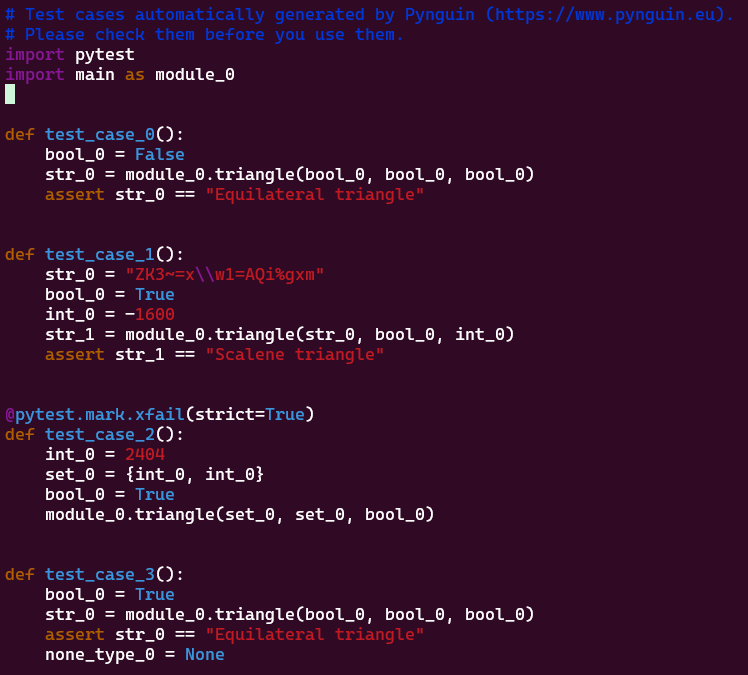 # Test cases automatically generated by Pynguin (https://www.pynguin.eu).
# Please check them before you use them.
import pytest
import main as module_0

def test_case_0():
    bool_0 = False
    str_0 = module_0.triangle(bool_0, bool_0, bool_0)
    assert str_0 == "Equilateral triangle"

def test_case_1():
    str_0 = "ZK3~=x\\w1=AQi%gxm"
    bool_0 = True
    int_0 = -1600
    str_1 = module_0.triangle(str_0, bool_0, int_0)
    assert str_1 == "Scalene triangle"

@pytest.mark.xfail(strict=True)
def test_case_2():
    int_0 = 2404
    set_0 = {int_0, int_0}
    bool_0 = True
    module_0.triangle(set_0, set_0, bool_0)

def test_case_3():
    bool_0 = True
    str_0 = module_0.triangle(bool_0, bool_0, bool_0)
    assert str_0 == "Equilateral triangle"
    none_type_0 = None